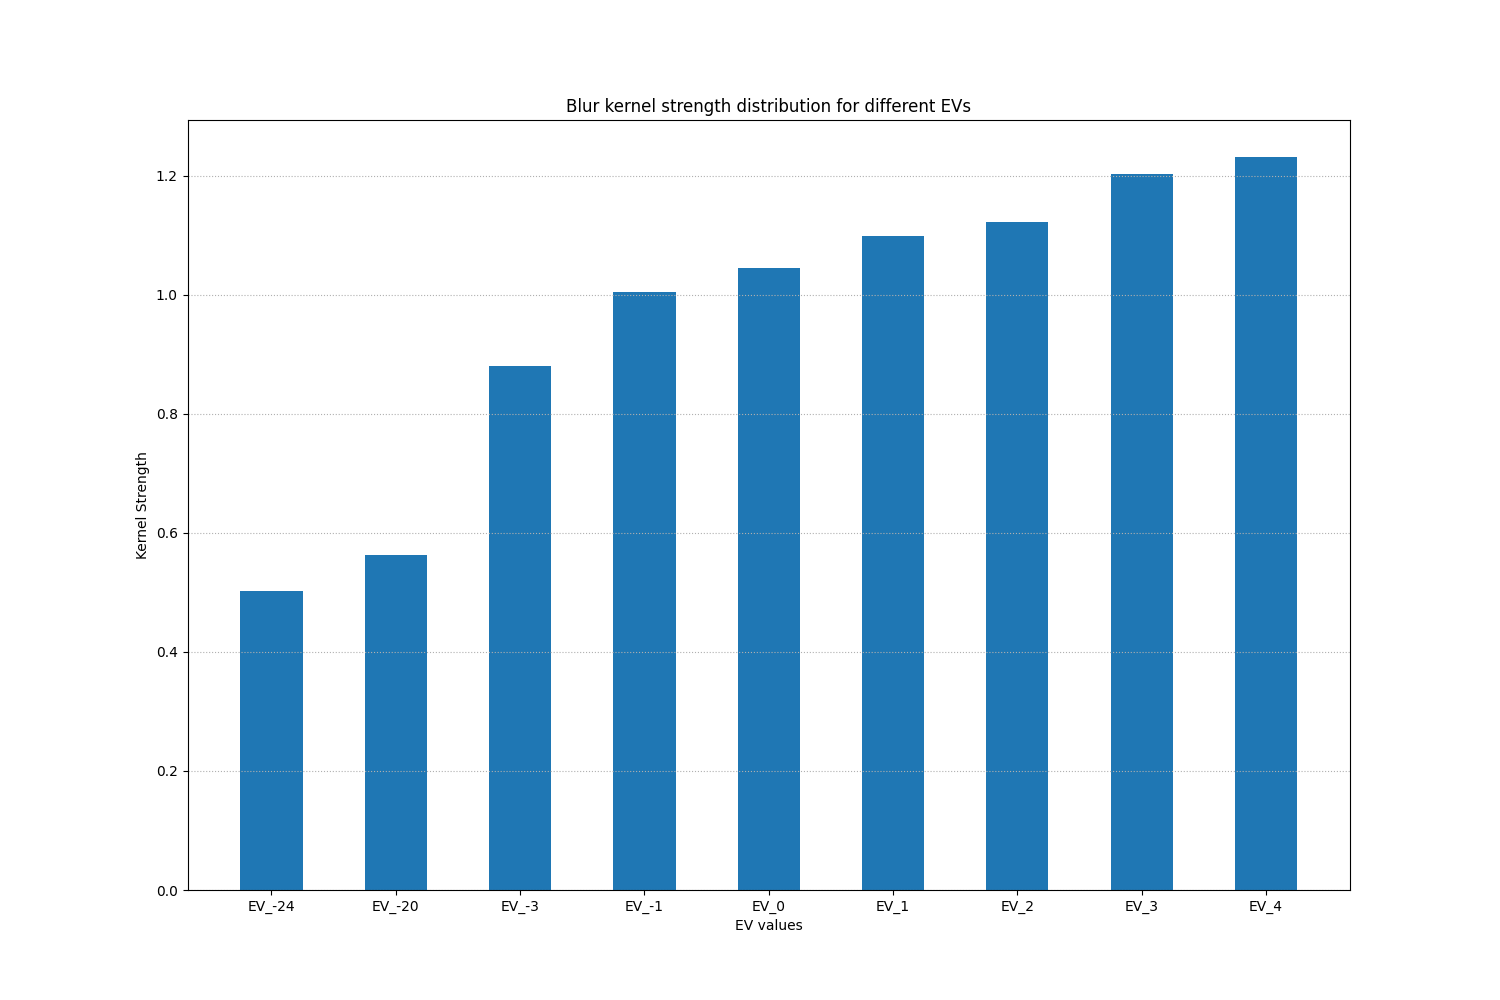 Blur kernel strength distribution for different EVs
1.2
1.0
0.8
0.6
0.4
0.2
0.0
Kernel Strength
EV_-24 EV_-20 EV_-3 EV_-1 EV_0 EV_1 EV_2 EV_3 EV_4
EV values